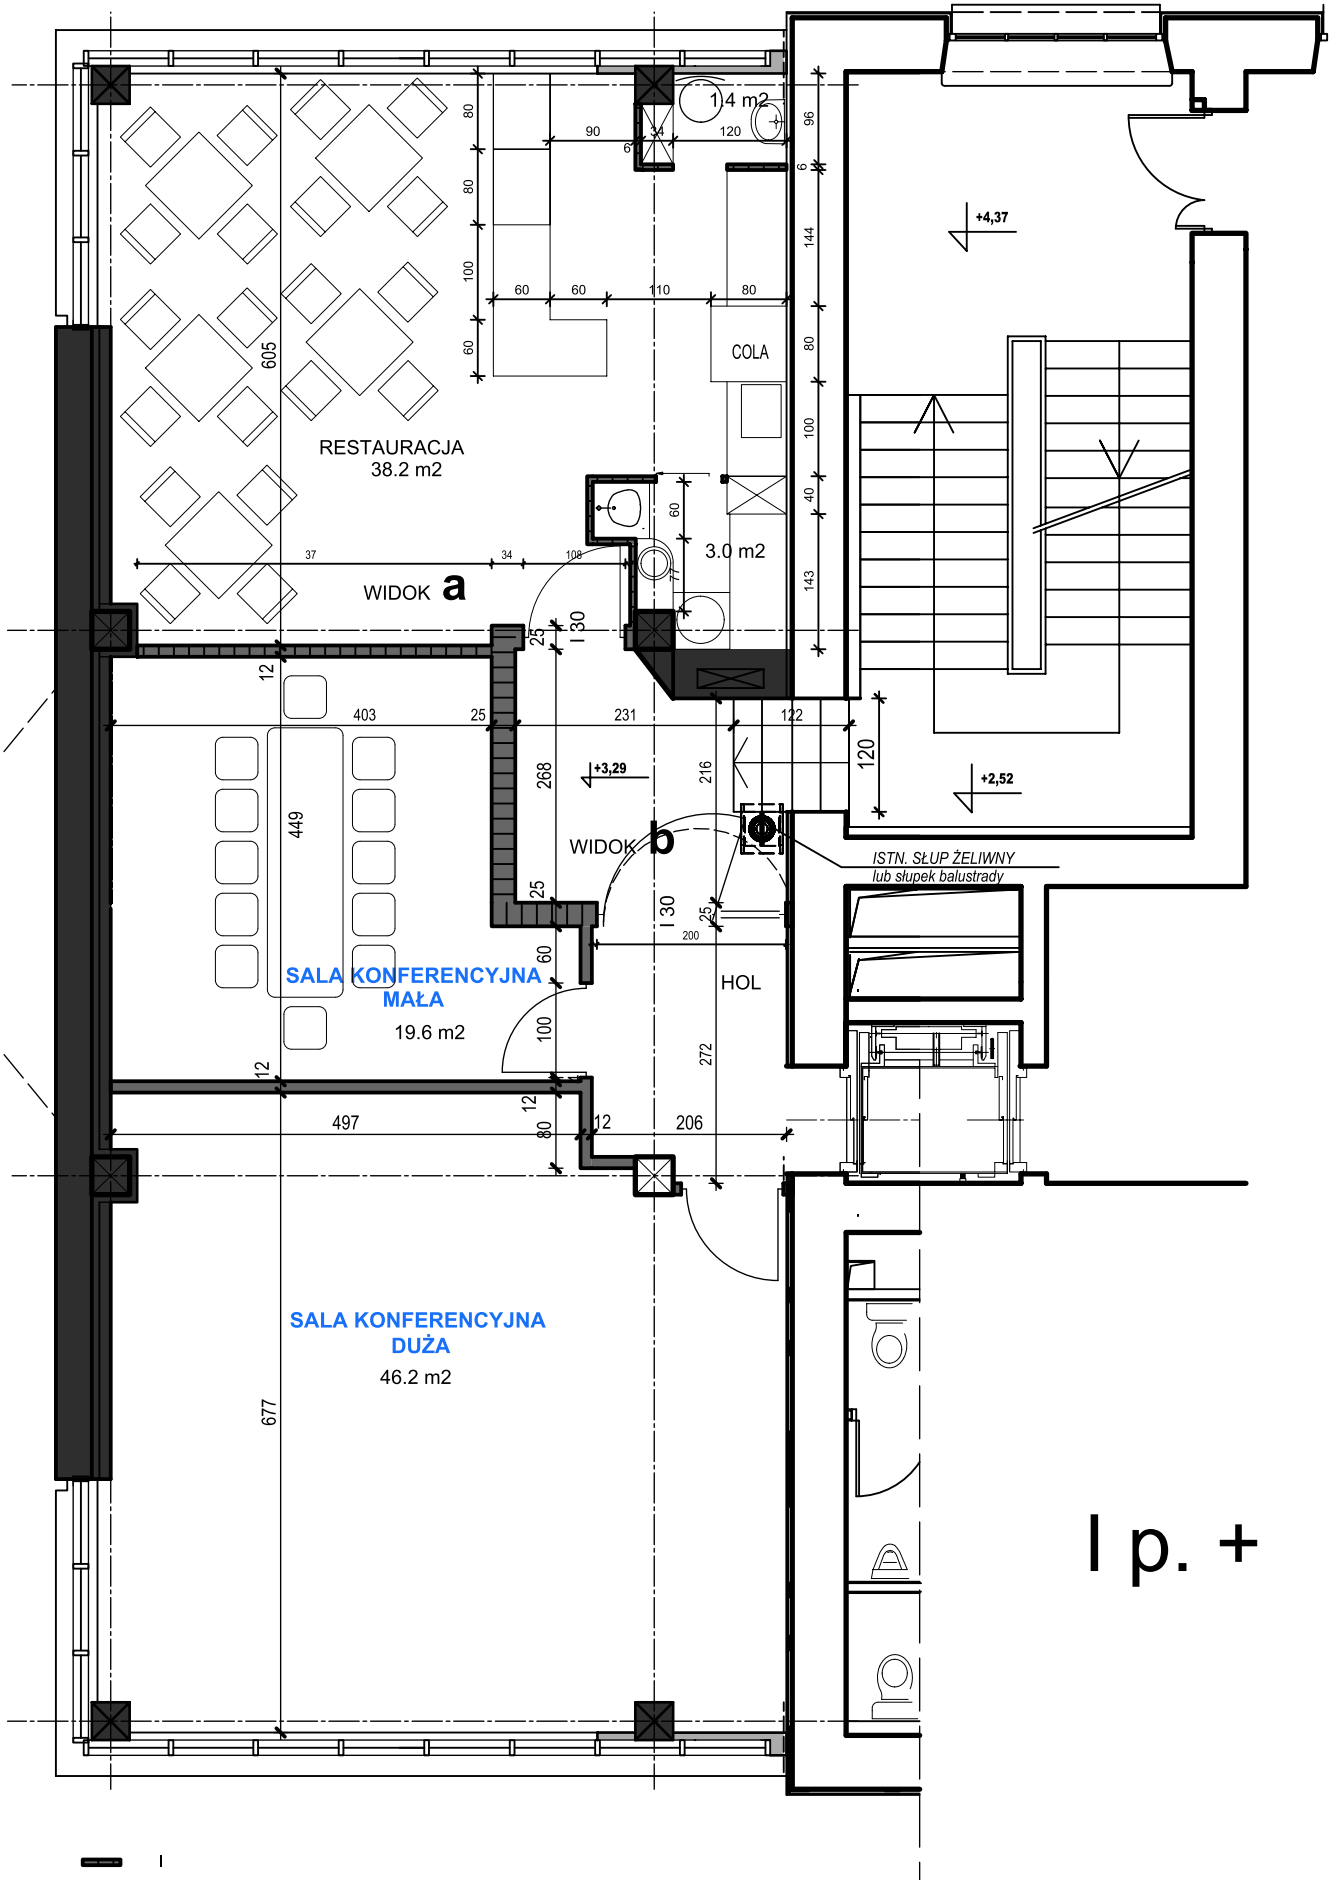 1.4 m2
80
90
34
120
96
6
6
80
144
+4,37
100
60
60
110
80
60
605
COLA
80
RESTAURACJA
38.2 m2
100
40
60
3.0 m2
37
34
108
77
143
WIDOK a
25
I 30
12
403
25
231
122
120
268
+3,29
216
+2,52
449
WIDOK b
ISTN. SŁUP ŻELIWNY
lub słupek balustrady
25
I 30
25
200
60
SALA KONFERENCYJNA
MAŁA
HOL
19.6 m2
100
272
12
12
497
80
12
206
SALA KONFERENCYJNA
DUŻA
46.2 m2
677
I p. +
I